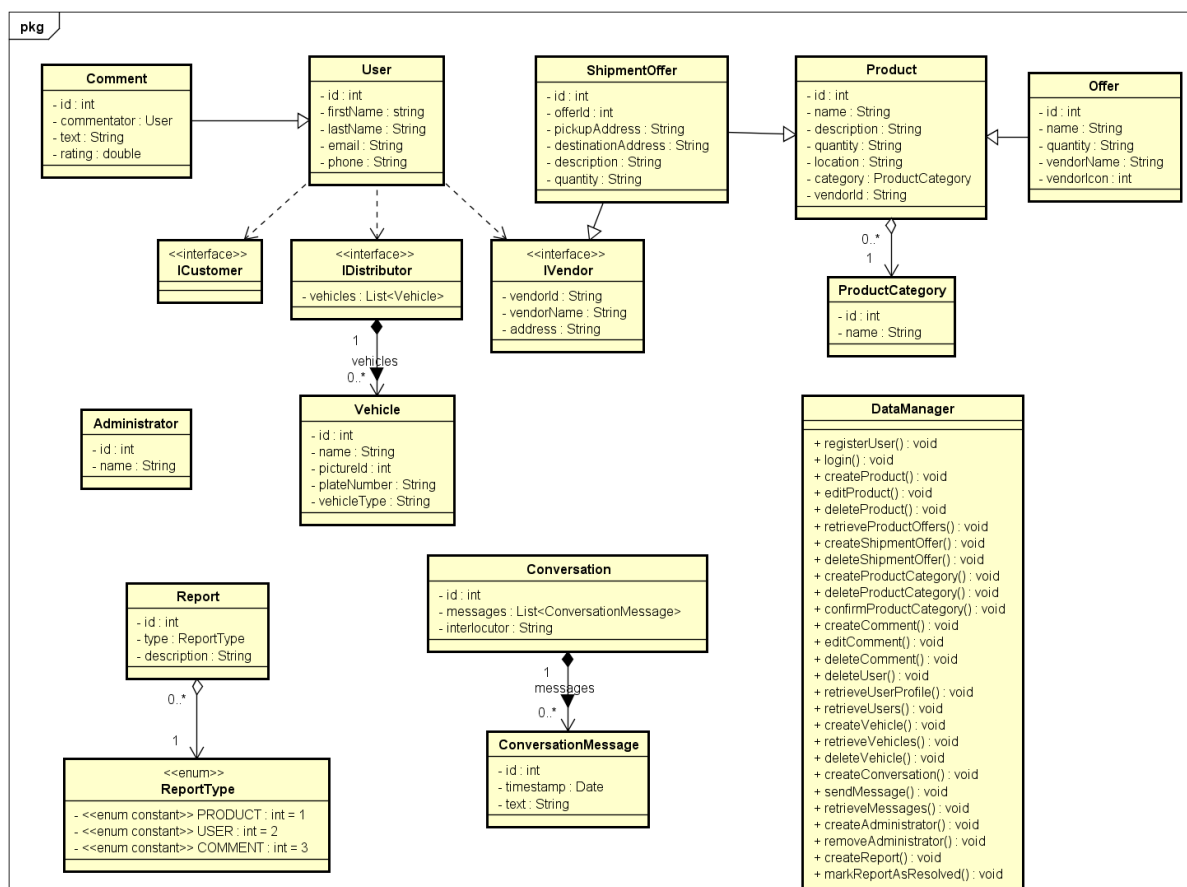 pkg
Comment
- id : int
- commentator : User
- text : String
- rating : double
User
- id : int
- firstName : string
- lastName : String
- email : String
- phone : String
ShipmentOffer
- id : int
- offerId : int
- pickupAddress : String
- destinationAddress : String
- description : String
- quantity : String
Product
- id : int
- name : String
- description : String
- quantity : String
- location : String
- category : ProductCategory
- vendorId : String
Offer
- id : int
- name : String
- quantity : String
- vendorName : String
- vendorIcon : int
<<interface>>
ICustomer
<<interface>>
IDistributor
- vehicles : List<Vehicle>
<<interface>>
IVendor
- vendorId : String
- vendorName : String
- address : String
0..*
1
ProductCategory
- id : int
- name : String
1
vehicles
0..*
Administrator
- id : int
- name : String
Vehicle
- id : int
- name : String
- pictureId : int
- plateNumber : String
- vehicleType : String
DataManager
+ registerUser() : void
+ login() : void
+ createProduct() : void
+ editProduct() : void
+ deleteProduct() : void
+ retrieveProductOffers() : void
+ createShipmentOffer() : void
+ deleteShipmentOffer() : void
+ createProductCategory() : void
+ deleteProductCategory() : void
+ confirmProductCategory() : void
+ createComment() : void
+ editComment() : void
+ deleteComment() : void
+ deleteUser() : void
+ retrieveUserProfile() : void
+ retrieveUsers() : void
+ createVehicle() : void
+ retrieveVehicles() : void
+ deleteVehicle() : void
+ createConversation() : void
+ sendMessage() : void
+ retrieveMessages() : void
+ createAdministrator() : void
+ removeAdministrator() : void
+ createReport() : void
+ markReportAsResolved() : void
Report
- id : int
- type : ReportType
- description : String
0..*
1
<<enum>>
ReportType
- <<enum constant>> PRODUCT : int = 1
- <<enum constant>> USER : int = 2
- <<enum constant>> COMMENT : int = 3
Conversation
- id : int
- messages : List<ConversationMessage>
- interlocutor : String
1
messages
0..*
ConversationMessage
- id : int
- timestamp : Date
- text : String